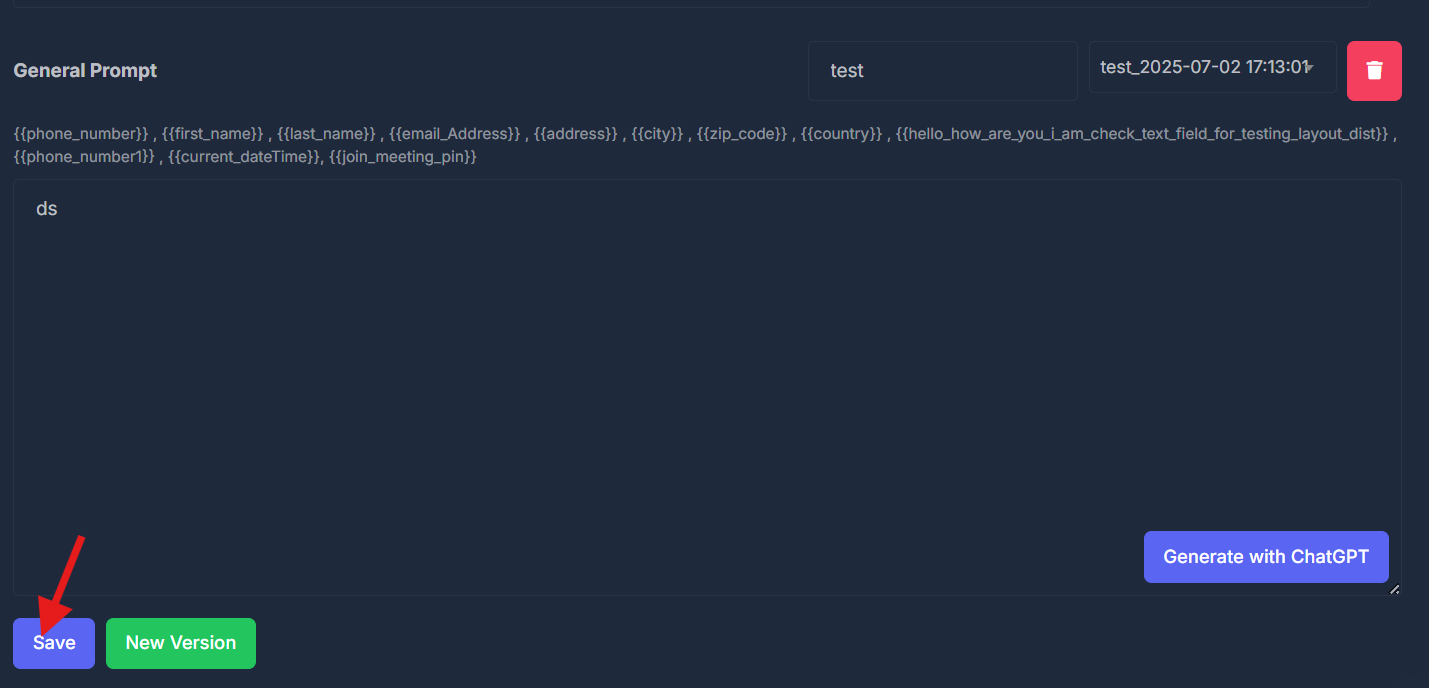 General Prompt
test
test_2025-07-02 17:13:01
{{phone_number}} , {{first_name}} , {{last_name}} , {{email_Address}} , {{address}} , {{city}} , {{zip_code}} , {{country}} , {{hello_how_are_you_i_am_check_text_field_for_testing_layout_dist}} ,
{{phone_number1}} , {{current_dateTime}}, {{join_meeting_pin}}
ds
Generate with ChatGPT
Save
New Version